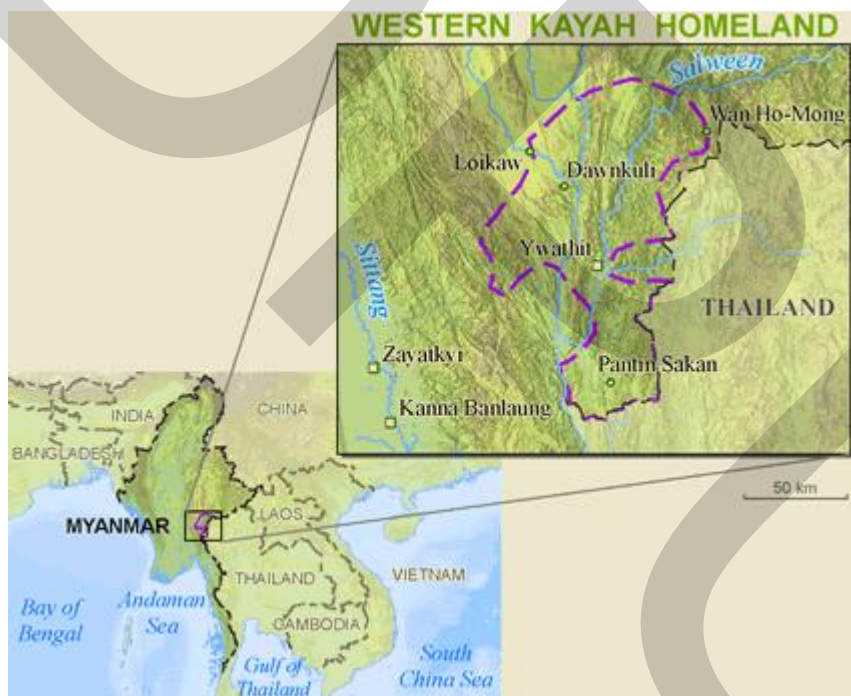 WESTERN KAYAH HOMELAND
Salween
Wan Ho-Mong
Loikaw
Dawnkuli
Ywathit
Sittang
THAILAND
Zayatkyi
Pantin Sakan
Kanna Banlaung
50 km
INDIA
CHINA
BANGLADESH
MYANMAR
LAOS
THAILAND
VIETNAM
CAMBODIA
Bay of
Bengal
Andaman
Sea
Gulf of
Thailand
South
China Sea